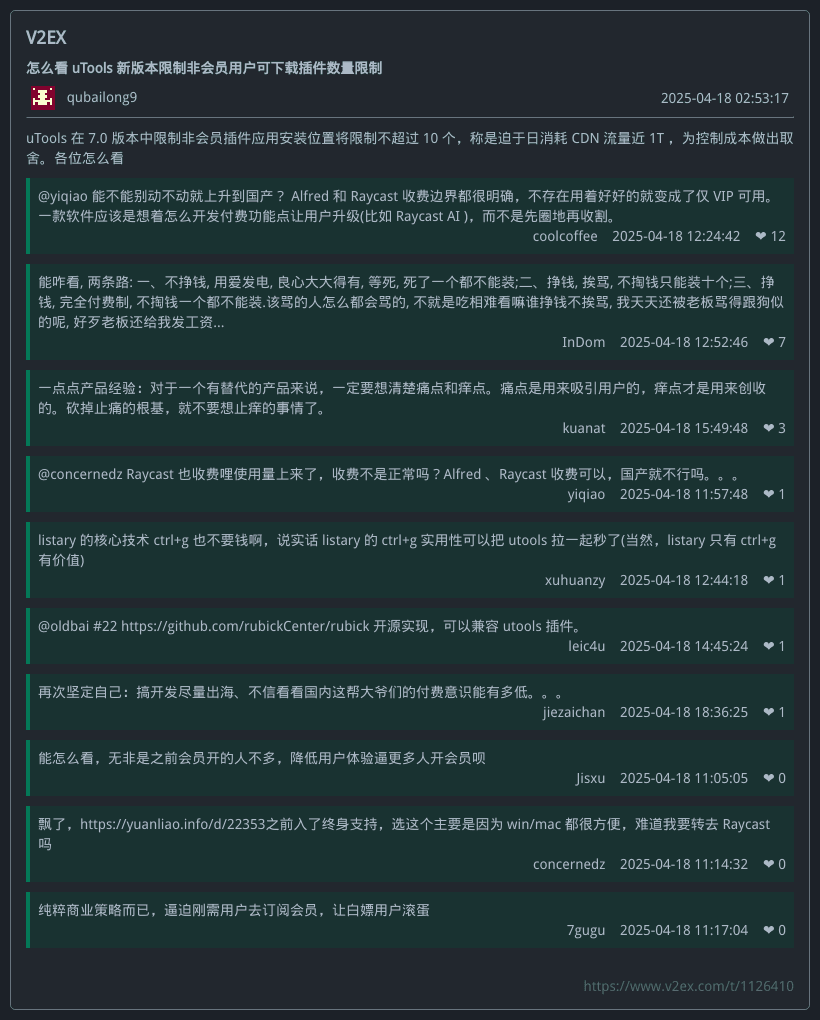 V2EX
怎么看 uTools 新版本限制非会员用户可下载插件数量限制
qubailong9
2025-04-18 02:53:17
uTools 在 7.0 版本中限制非会员插件应用安装位置将限制不超过 10 个，称是迫于日消耗 CDN 流量近 1T ，为控制成本做出取
舍。各位怎么看
@yiqiao 能不能别动不动就上升到国产？ Alfred 和 Raycast 收费边界都很明确，不存在用着好好的就变成了仅 VIP 可用。
一款软件应该是想着怎么开发付费功能点让用户升级(比如 Raycast AI )，而不是先圈地再收割。
coolcoffee 2025-04-18 12:24:42 ❤ 12
能咋看, 两条路: 一、不挣钱, 用爱发电, 良心大大得有, 等死, 死了一个都不能装;二、挣钱, 挨骂, 不掏钱只能装十个;三、挣
钱, 完全付费制, 不掏钱一个都不能装.该骂的人怎么都会骂的, 不就是吃相难看嘛谁挣钱不挨骂, 我天天还被老板骂得跟狗似
的呢, 好歹老板还给我发工资...
InDom 2025-04-18 12:52:46 ❤ 7
一点点产品经验：对于一个有替代的产品来说，一定要想清楚痛点和痒点。痛点是用来吸引用户的，痒点才是用来创收
的。砍掉止痛的根基，就不要想止痒的事情了。
kuanat 2025-04-18 15:49:48 ❤ 3
@concernedz Raycast 也收费哩使用量上来了，收费不是正常吗？Alfred 、Raycast 收费可以，国产就不行吗。。。
yiqiao 2025-04-18 11:57:48 ❤ 1
listary 的核心技术 ctrl+g 也不要钱啊，说实话 listary 的 ctrl+g 实用性可以把 utools 拉一起秒了(当然，listary 只有 ctrl+g
有价值)
xuhuanzy 2025-04-18 12:44:18 ❤ 1
@oldbai #22 https://github.com/rubickCenter/rubick 开源实现，可以兼容 utools 插件。
leic4u 2025-04-18 14:45:24 ❤ 1
再次坚定自己：搞开发尽量出海、不信看看国内这帮大爷们的付费意识能有多低。。。
jiezaichan 2025-04-18 18:36:25 ❤ 1
能怎么看，无非是之前会员开的人不多，降低用户体验逼更多人开会员呗
Jisxu 2025-04-18 11:05:05 ❤ 0
飘了，https://yuanliao.info/d/22353之前入了终身支持，选这个主要是因为 win/mac 都很方便，难道我要转去 Raycast
吗
concernedz 2025-04-18 11:14:32 ❤ 0
纯粹商业策略而已，逼迫刚需用户去订阅会员，让白嫖用户滚蛋
7gugu 2025-04-18 11:17:04 ❤ 0
https://www.v2ex.com/t/1126410